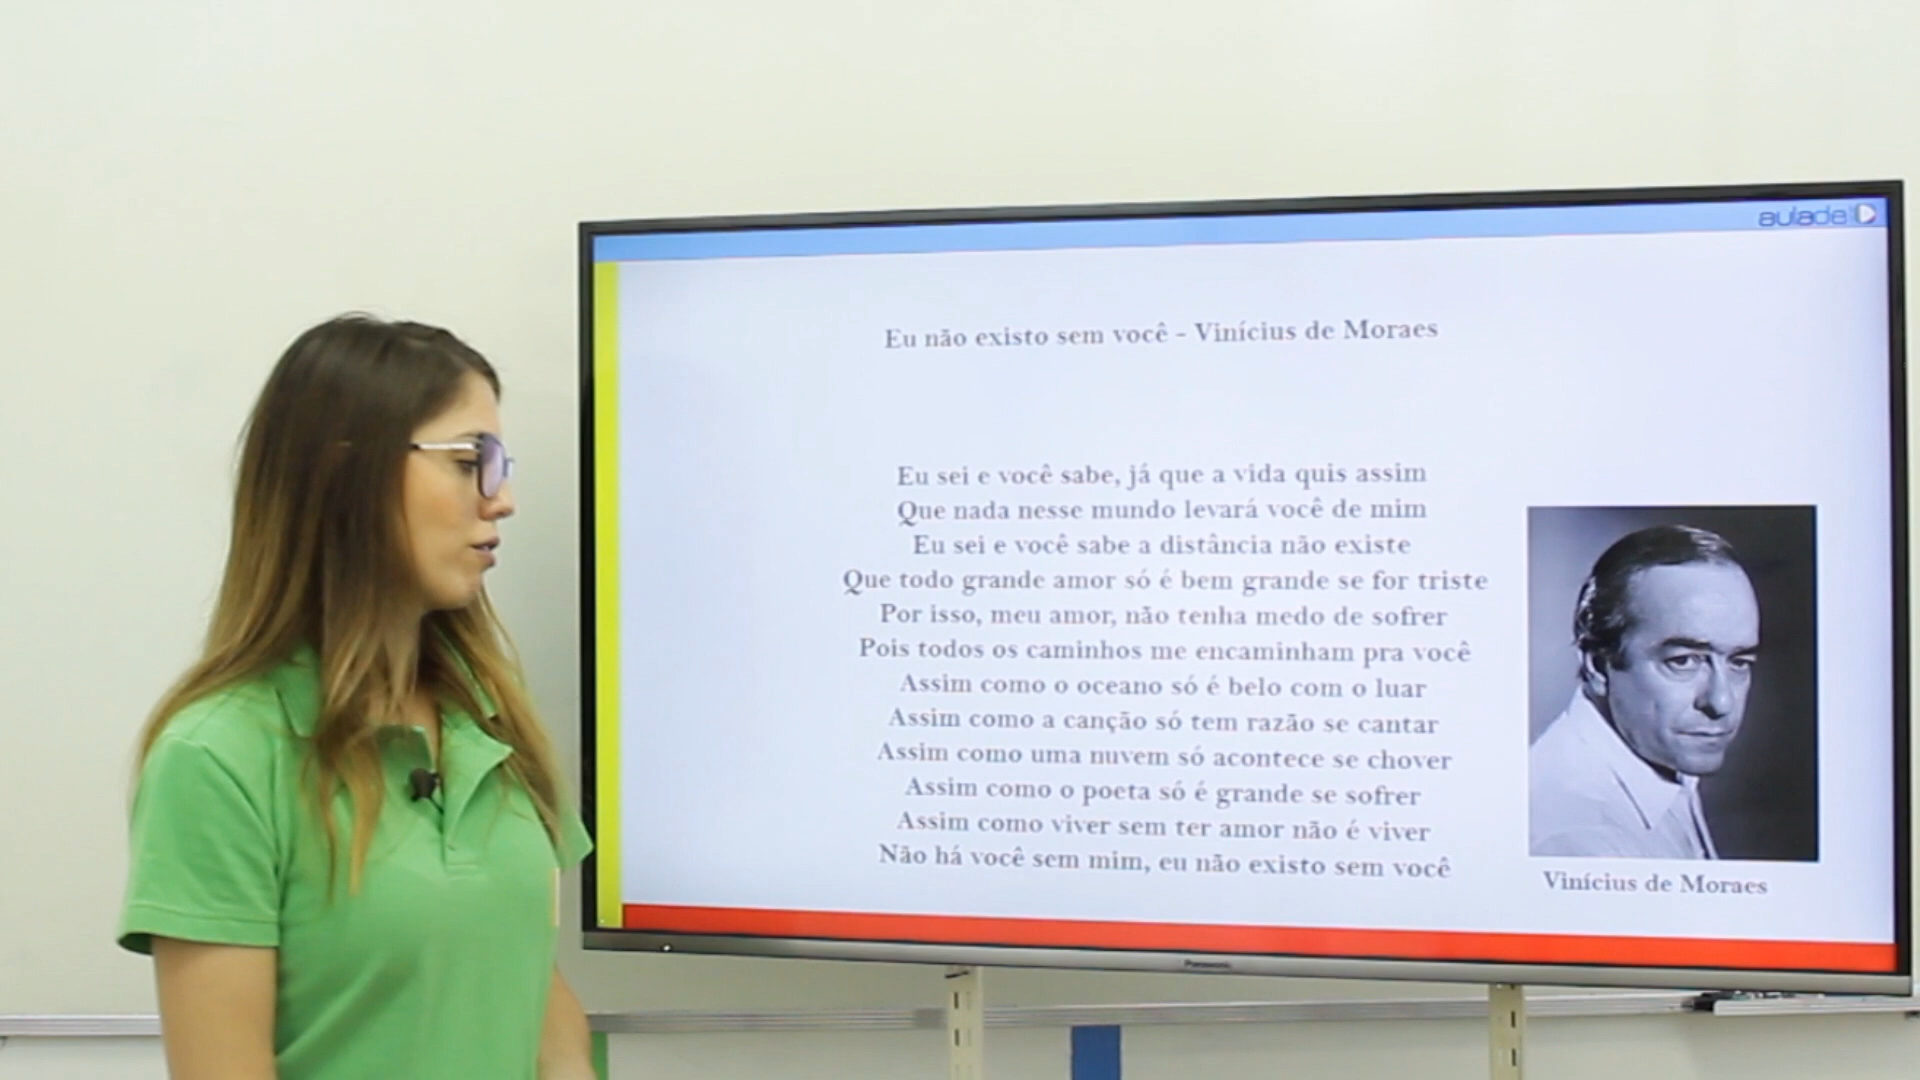 aulade
Eu não existo sem você - Vinícius de Moraes
Eu sei e você sabe, já que a vida quis assim
Que nada nesse mundo levará você de mim
Eu sei e você sabe a distância não existe
Que todo grande amor só é bem grande se for triste
Por isso, meu amor, não tenha medo de sofrer
Pois todos os caminhos me encaminham pra você
Assim como o oceano só é belo com o luar
Assim como a canção só tem razão se cantar
Assim como uma nuvem só acontece se chover
Assim como o poeta só é grande se sofrer
Assim como viver sem ter amor não é viver
Não há você sem mim, eu não existo sem você
Vinícius de Moraes
Panasonic